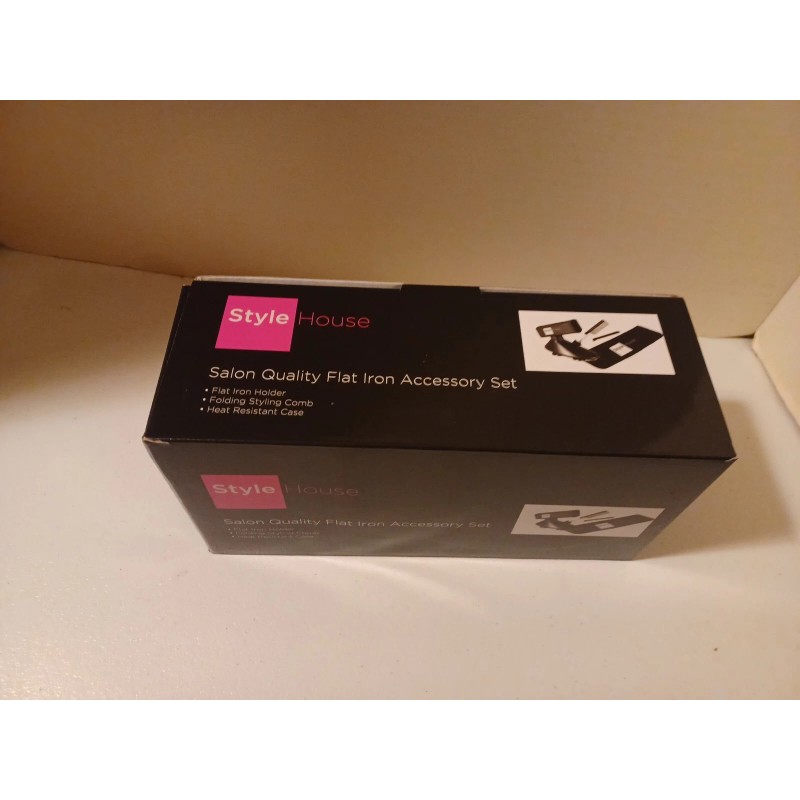 Style House
Salon Quality Flat Iron Accessory Set
• Flat Iron Holder
• Folding Styling Comb
• Heat Resistant Case
Style House
Salon Quality Flat Iron Accessory Set